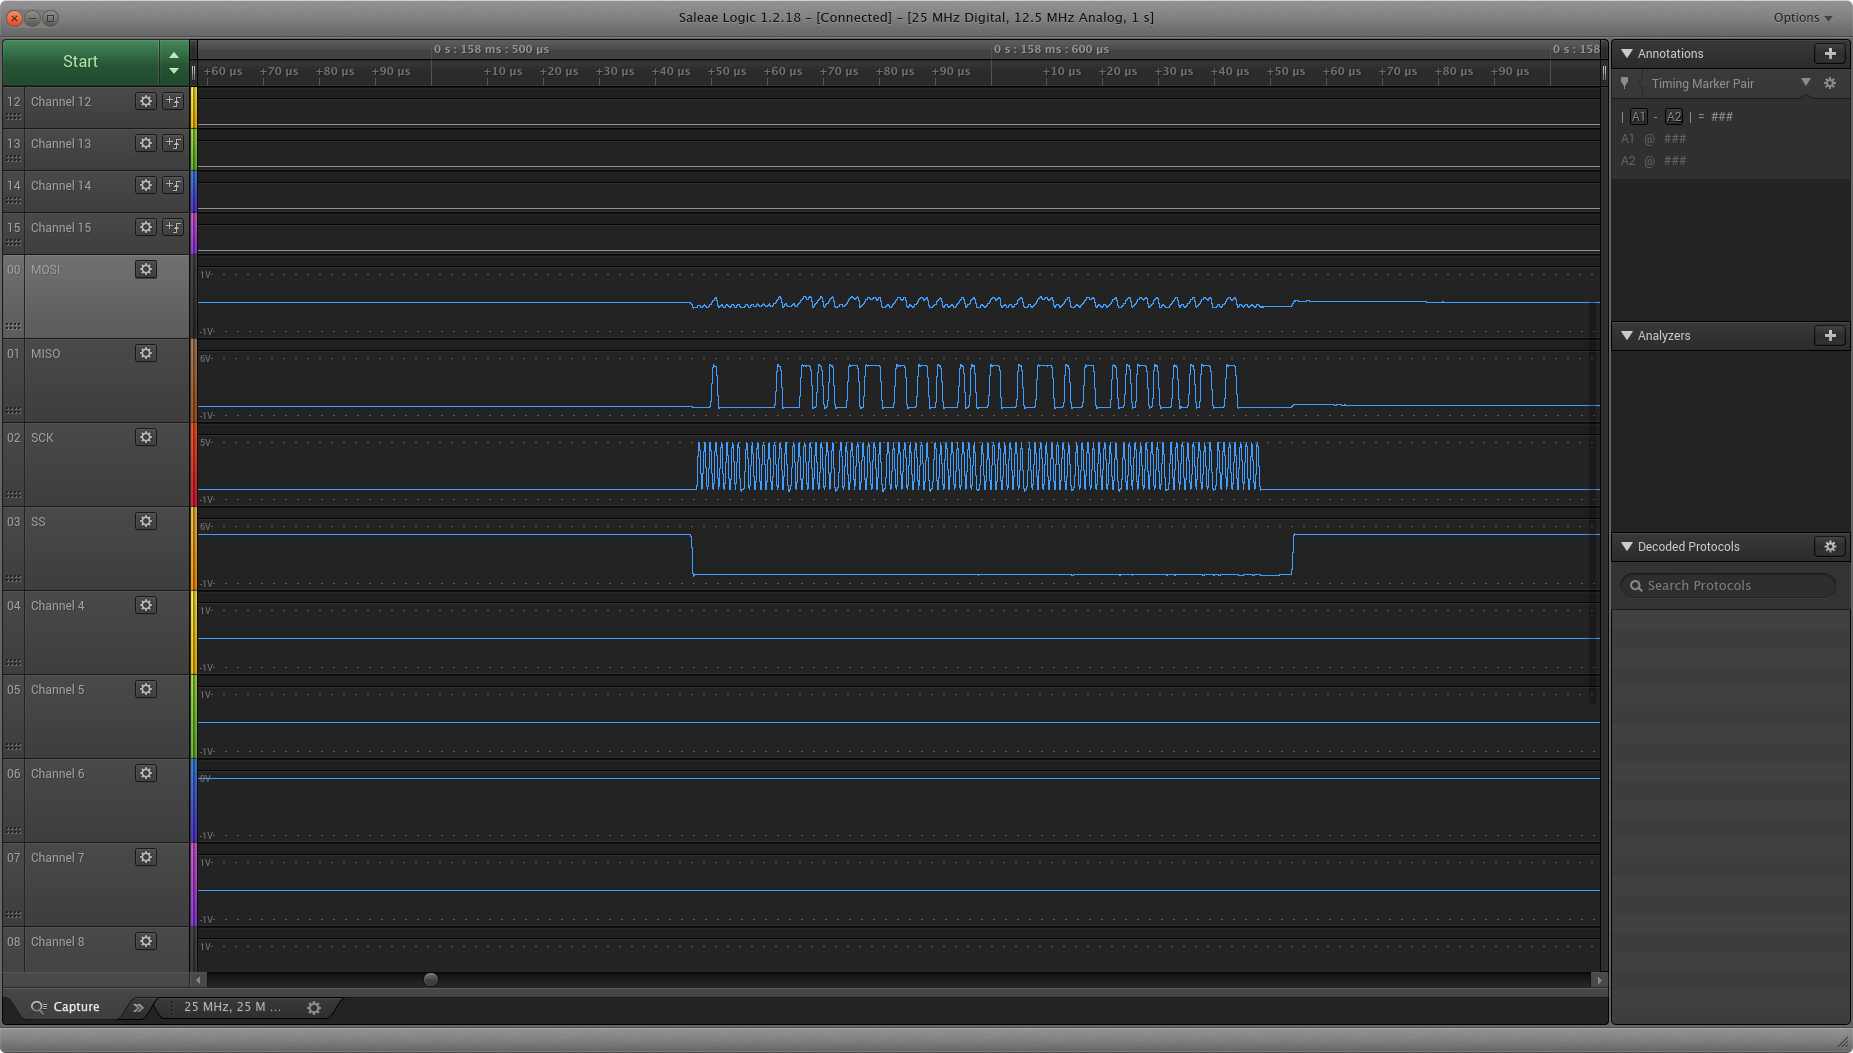 Saleae Logic 1.2.18 - [Connected] - [25 MHz Digital, 12.5 MHz Analog, 1 s]
Options
Start
0 s : 158 ms : 500 µs
0 s : 158 ms : 600 µs
0 s : 158
+60 µs +70 µs +80 µs +90 µs +10 µs +20 µs +30 µs +40 µs +50 µs +60 µs +70 µs +80 µs +90 µs +10 µs +20 µs +30 µs +40 µs +50 µs +60 µs +70 µs +80 µs +90 µs
12 Channel 12
13 Channel 13
14 Channel 14
15 Channel 15
00 MOSI
1V
-1V
01 MISO
6V
-1V
02 SCK
5V
-1V
03 SS
6V
-1V
04 Channel 4
1V
-1V
05 Channel 5
1V
-1V
06 Channel 6
0V
-1V
07 Channel 7
1V
-1V
08 Channel 8
1V
Capture
25 MHz, 25 M ...
Annotations
Timing Marker Pair
| A1 - A2 | = ###
A1 @ ###
A2 @ ###
Analyzers
Decoded Protocols
Search Protocols